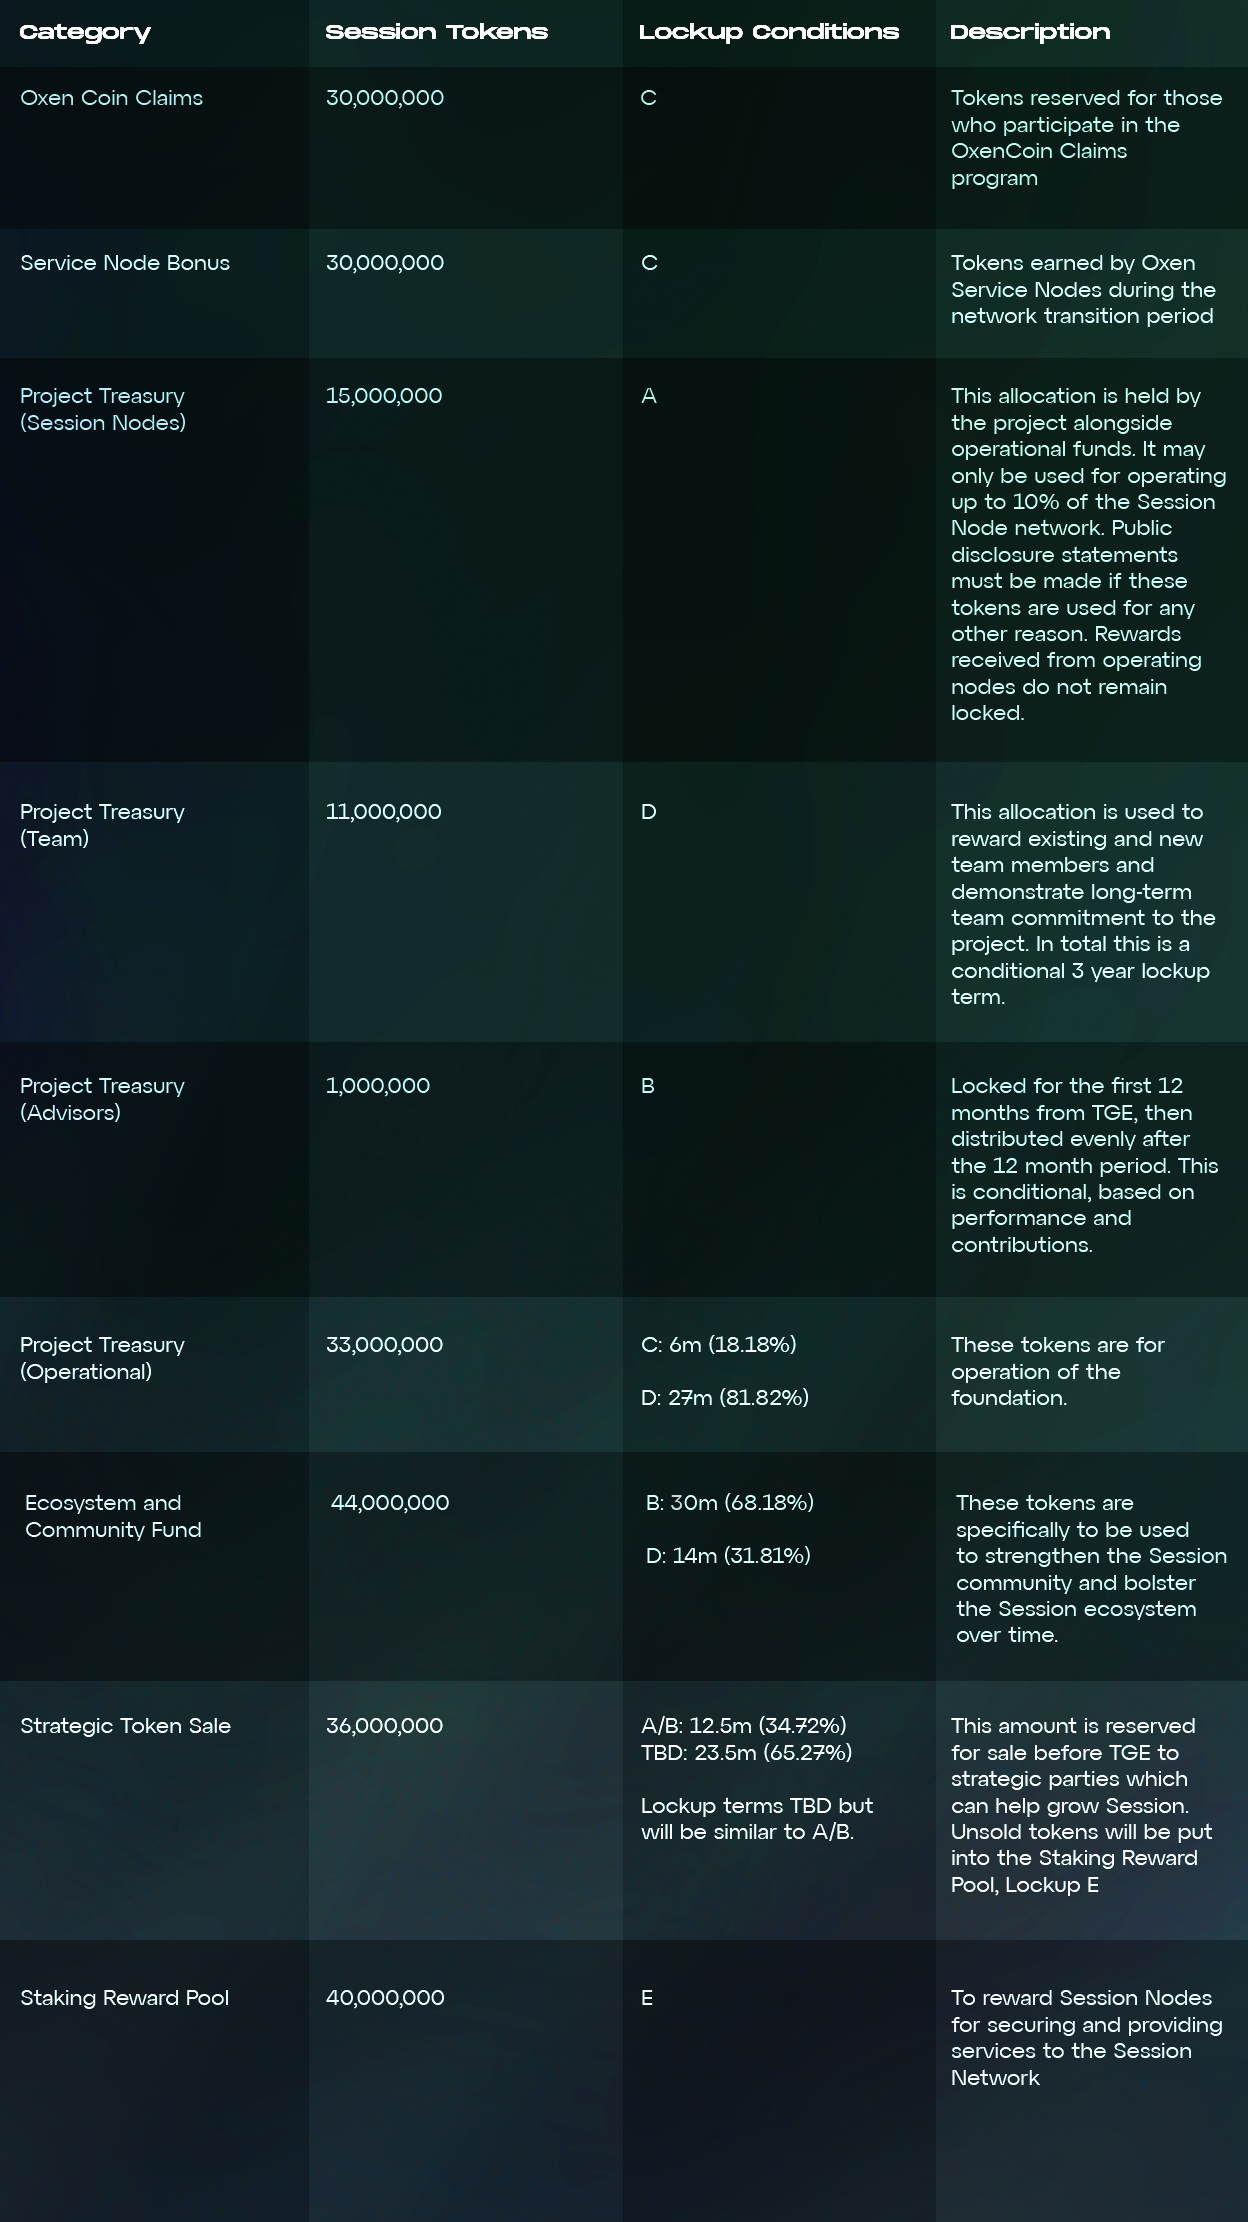 Category
Session Tokens
Lockup Conditions
Description
Oxen Coin Claims
30,000,000
C
Tokens reserved for those
who participate in the
OxenCoin Claims
program
Service Node Bonus
30,000,000
C
Tokens earned by Oxen
Service Nodes during the
network transition period
Project Treasury
(Session Nodes)
15,000,000
A
This allocation is held by
the project alongside
operational funds. It may
only be used for operating
up to 10% of the Session
Node network. Public
disclosure statements
must be made if these
tokens are used for any
other reason. Rewards
received from operating
nodes do not remain
locked.
Project Treasury
(Team)
11,000,000
D
This allocation is used to
reward existing and new
team members and
demonstrate long-term
team commitment to the
project. In total this is a
conditional 3 year lockup
term.
Project Treasury
(Advisors)
1,000,000
B
Locked for the first 12
months from TGE, then
distributed evenly after
the 12 month period. This
is conditional, based on
performance and
contributions.
Project Treasury
(Operational)
33,000,000
C: 6m (18.18%)
D: 27m (81.82%)
These tokens are for
operation of the
foundation.
Ecosystem and
Community Fund
44,000,000
B: 30m (68.18%)
D: 14m (31.81%)
These tokens are
specifically to be used
to strengthen the Session
community and bolster
the Session ecosystem
over time.
Strategic Token Sale
36,000,000
A/B: 12.5m (34.72%)
TBD: 23.5m (65.27%)
Lockup terms TBD but
will be similar to A/B.
This amount is reserved
for sale before TGE to
strategic parties which
can help grow Session.
Unsold tokens will be put
into the Staking Reward
Pool, Lockup E
Staking Reward Pool
40,000,000
E
To reward Session Nodes
for securing and providing
services to the Session
Network